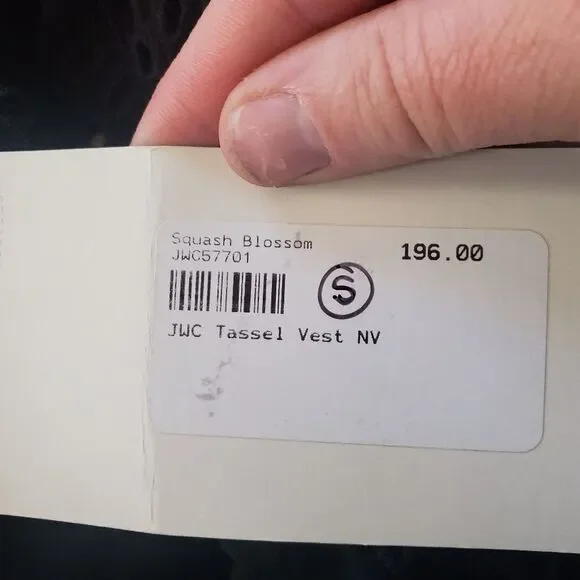 Squash Blossom
JWC57701
196.00
S
JWC Tassel Vest NV